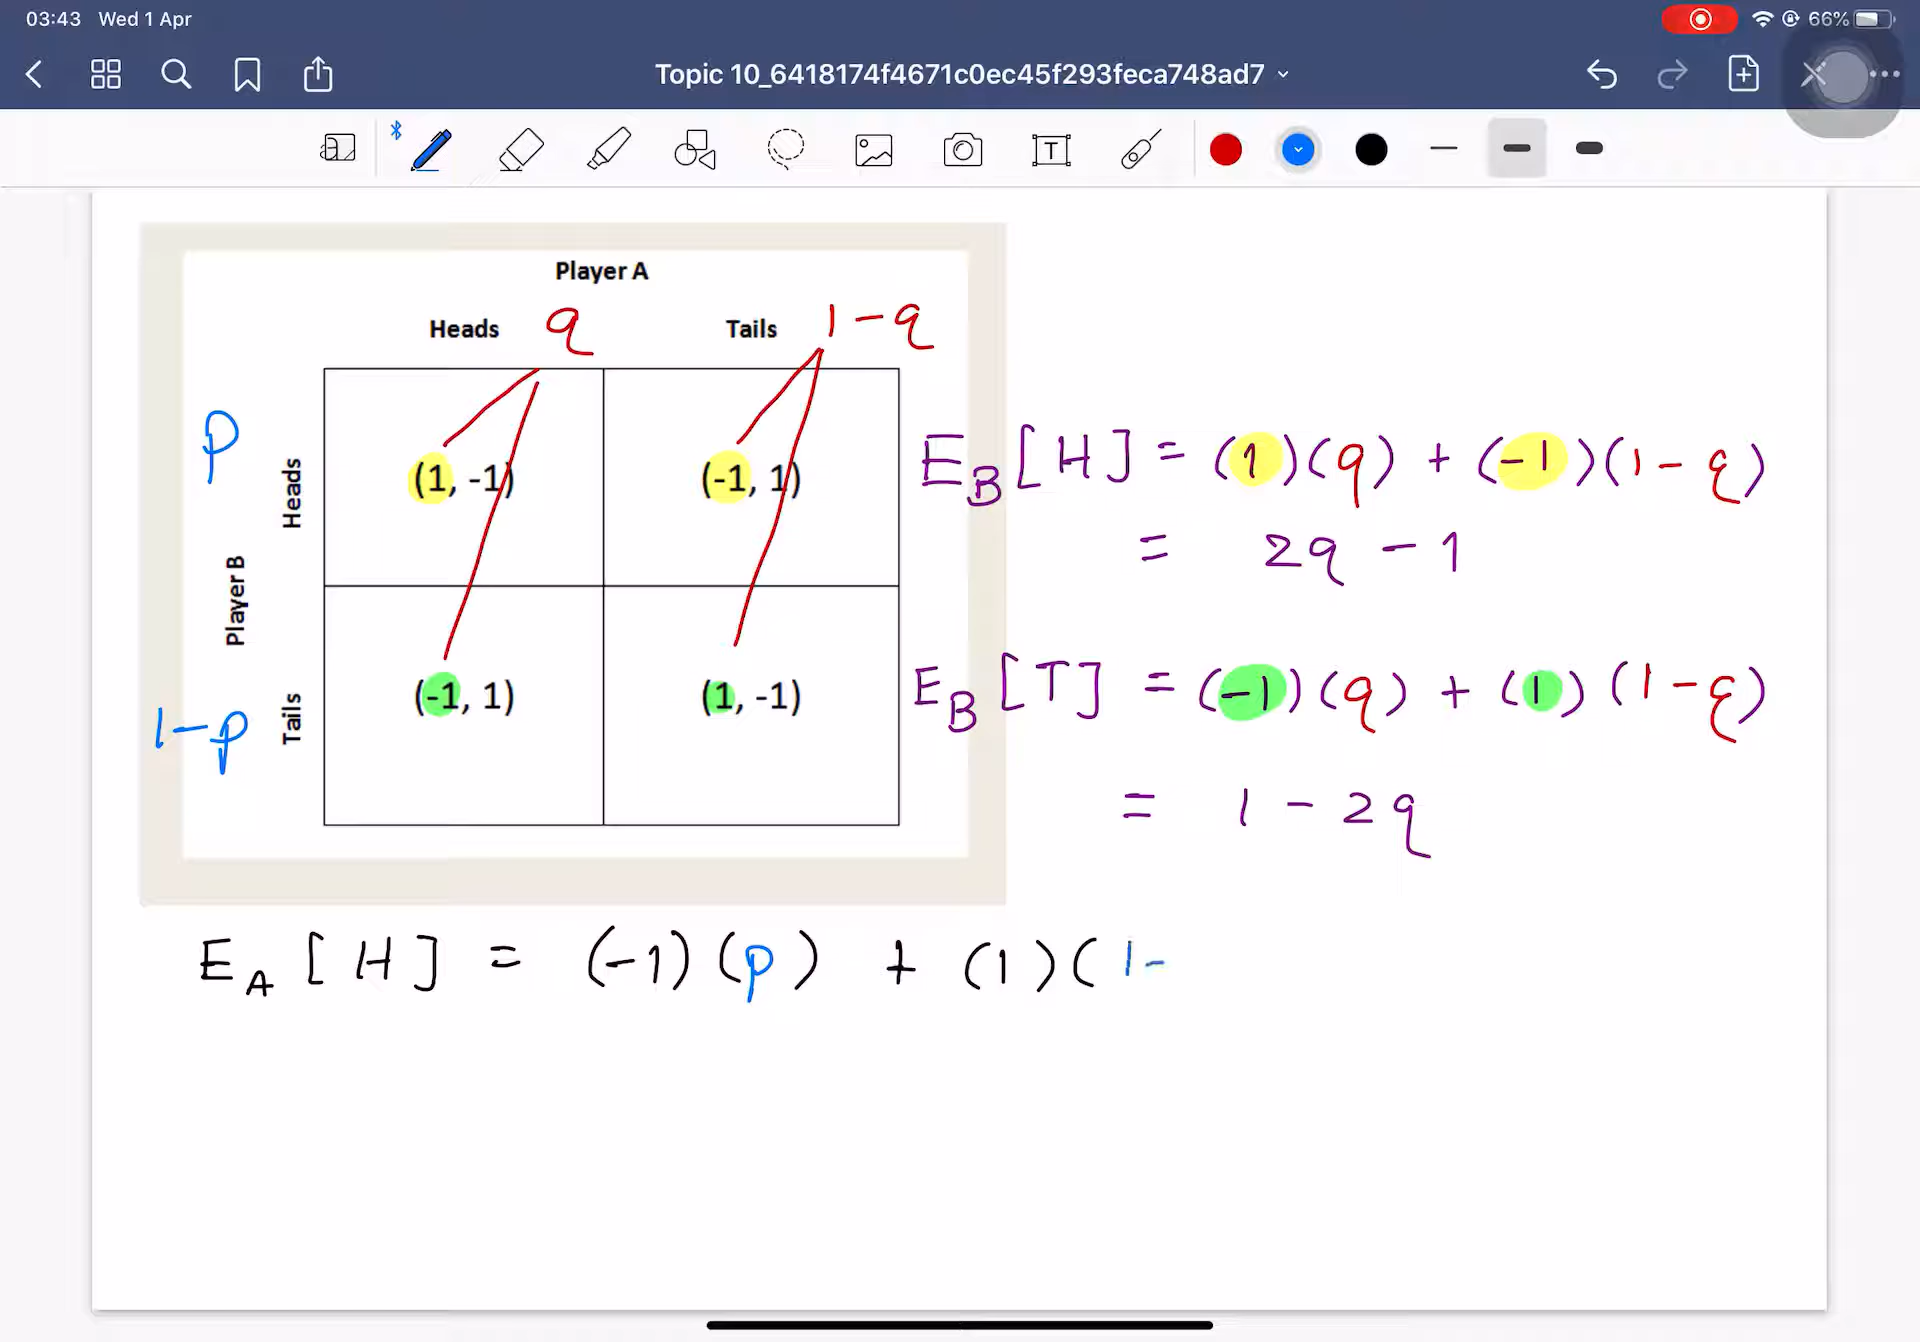 03:43 Wed 1 Apr
66%
Topic 10_6418174f4671c0ec45f293feca748ad7
a
T
Player A
Heads q Tails 1-q
P
Heads
(1, -1) (-1, 1)
E_B [H] = (1)(q) + (-1)(1-q)
= 2q - 1
Player B
1-p
Tails
(-1, 1) (1, -1)
E_B [T] = (-1)(q) + (1)(1-q)
= 1 - 2q
E_A [H] = (-1)(p) + (1)(1-